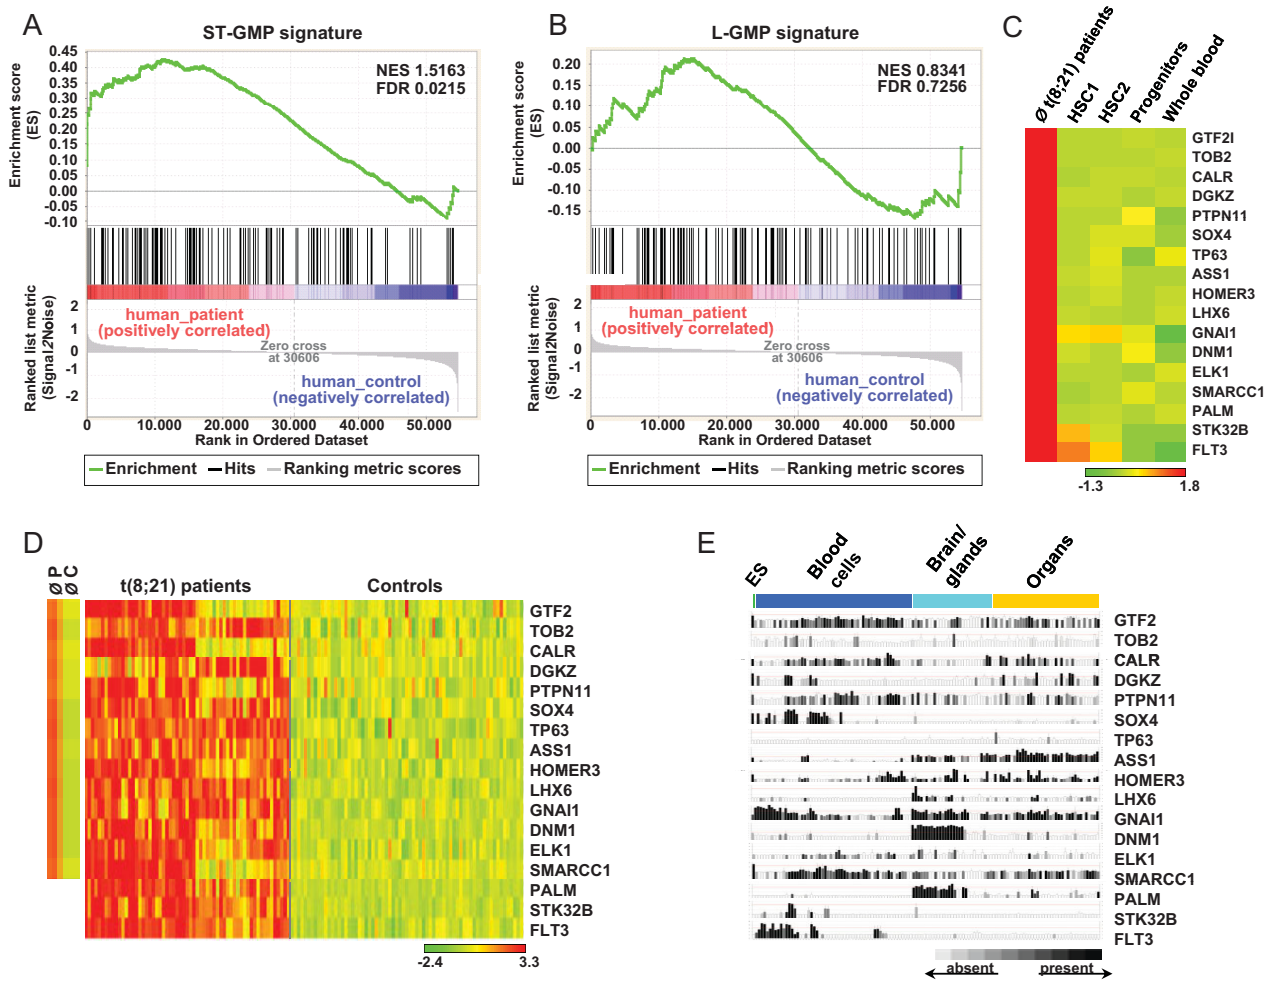 A
ST-GMP signature
Enrichment score
(ES)
0.45
0.40
0.35
0.30
0.25
0.20
0.15
0.10
0.05
0.00
-0.05
-0.10
NES 1.5163
FDR 0.0215
Ranked list metric
(Signal2Noise)
2
1
0
-1
-2
human_patient
(positively correlated)
Zero cross
at 30606
human_control
(negatively correlated)
0 10.000 20.000 30.000 40.000 50.000
Rank in Ordered Dataset
Enrichment Hits Ranking metric scores
B
L-GMP signature
Enrichment score
(ES)
0.20
0.15
0.10
0.05
0.00
-0.05
-0.10
-0.15
NES 0.8341
FDR 0.7256
Ranked list metric
(Signal2Noise)
2
1
0
-1
-2
human_patient
(positively correlated)
Zero cross
at 30606
human_control
(negatively correlated)
0 10.000 20.000 30.000 40.000 50.000
Rank in Ordered Dataset
Enrichment Hits Ranking metric scores
C
Ø t(8;21) patients
HSC1
HSC2
Progenitors
Whole blood
GTF2I
TOB2
CALR
DGKZ
PTPN11
SOX4
TP63
ASS1
HOMER3
LHX6
GNAI1
DNM1
ELK1
SMARCC1
PALM
STK32B
FLT3
-1.3 1.8
D
Ø P
Ø C
t(8;21) patients Controls
GTF2
TOB2
CALR
DGKZ
PTPN11
SOX4
TP63
ASS1
HOMER3
LHX6
GNAI1
DNM1
ELK1
SMARCC1
PALM
STK32B
FLT3
-2.4 3.3
E
ES
Blood
cells
Brain/
glands
Organs
GTF2
TOB2
CALR
DGKZ
PTPN11
SOX4
TP63
ASS1
HOMER3
LHX6
GNAI1
DNM1
ELK1
SMARCC1
PALM
STK32B
FLT3
absent present